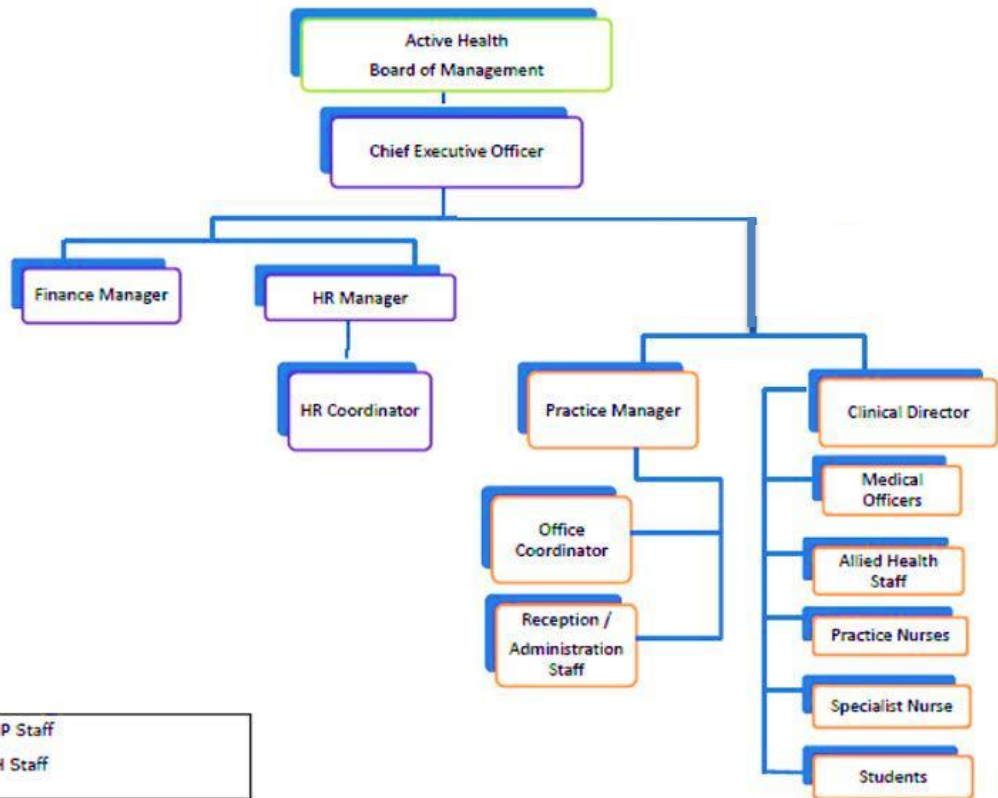 Active Health
Board of Management
Chief Executive Officer
Finance Manager
HR Manager
HR Coordinator
Practice Manager
Clinical Director
Office
Coordinator
Reception /
Administration
Staff
Medical
Officers
Allied Health
Staff
Practice Nurses
Specialist Nurse
Students
Staff
Staff